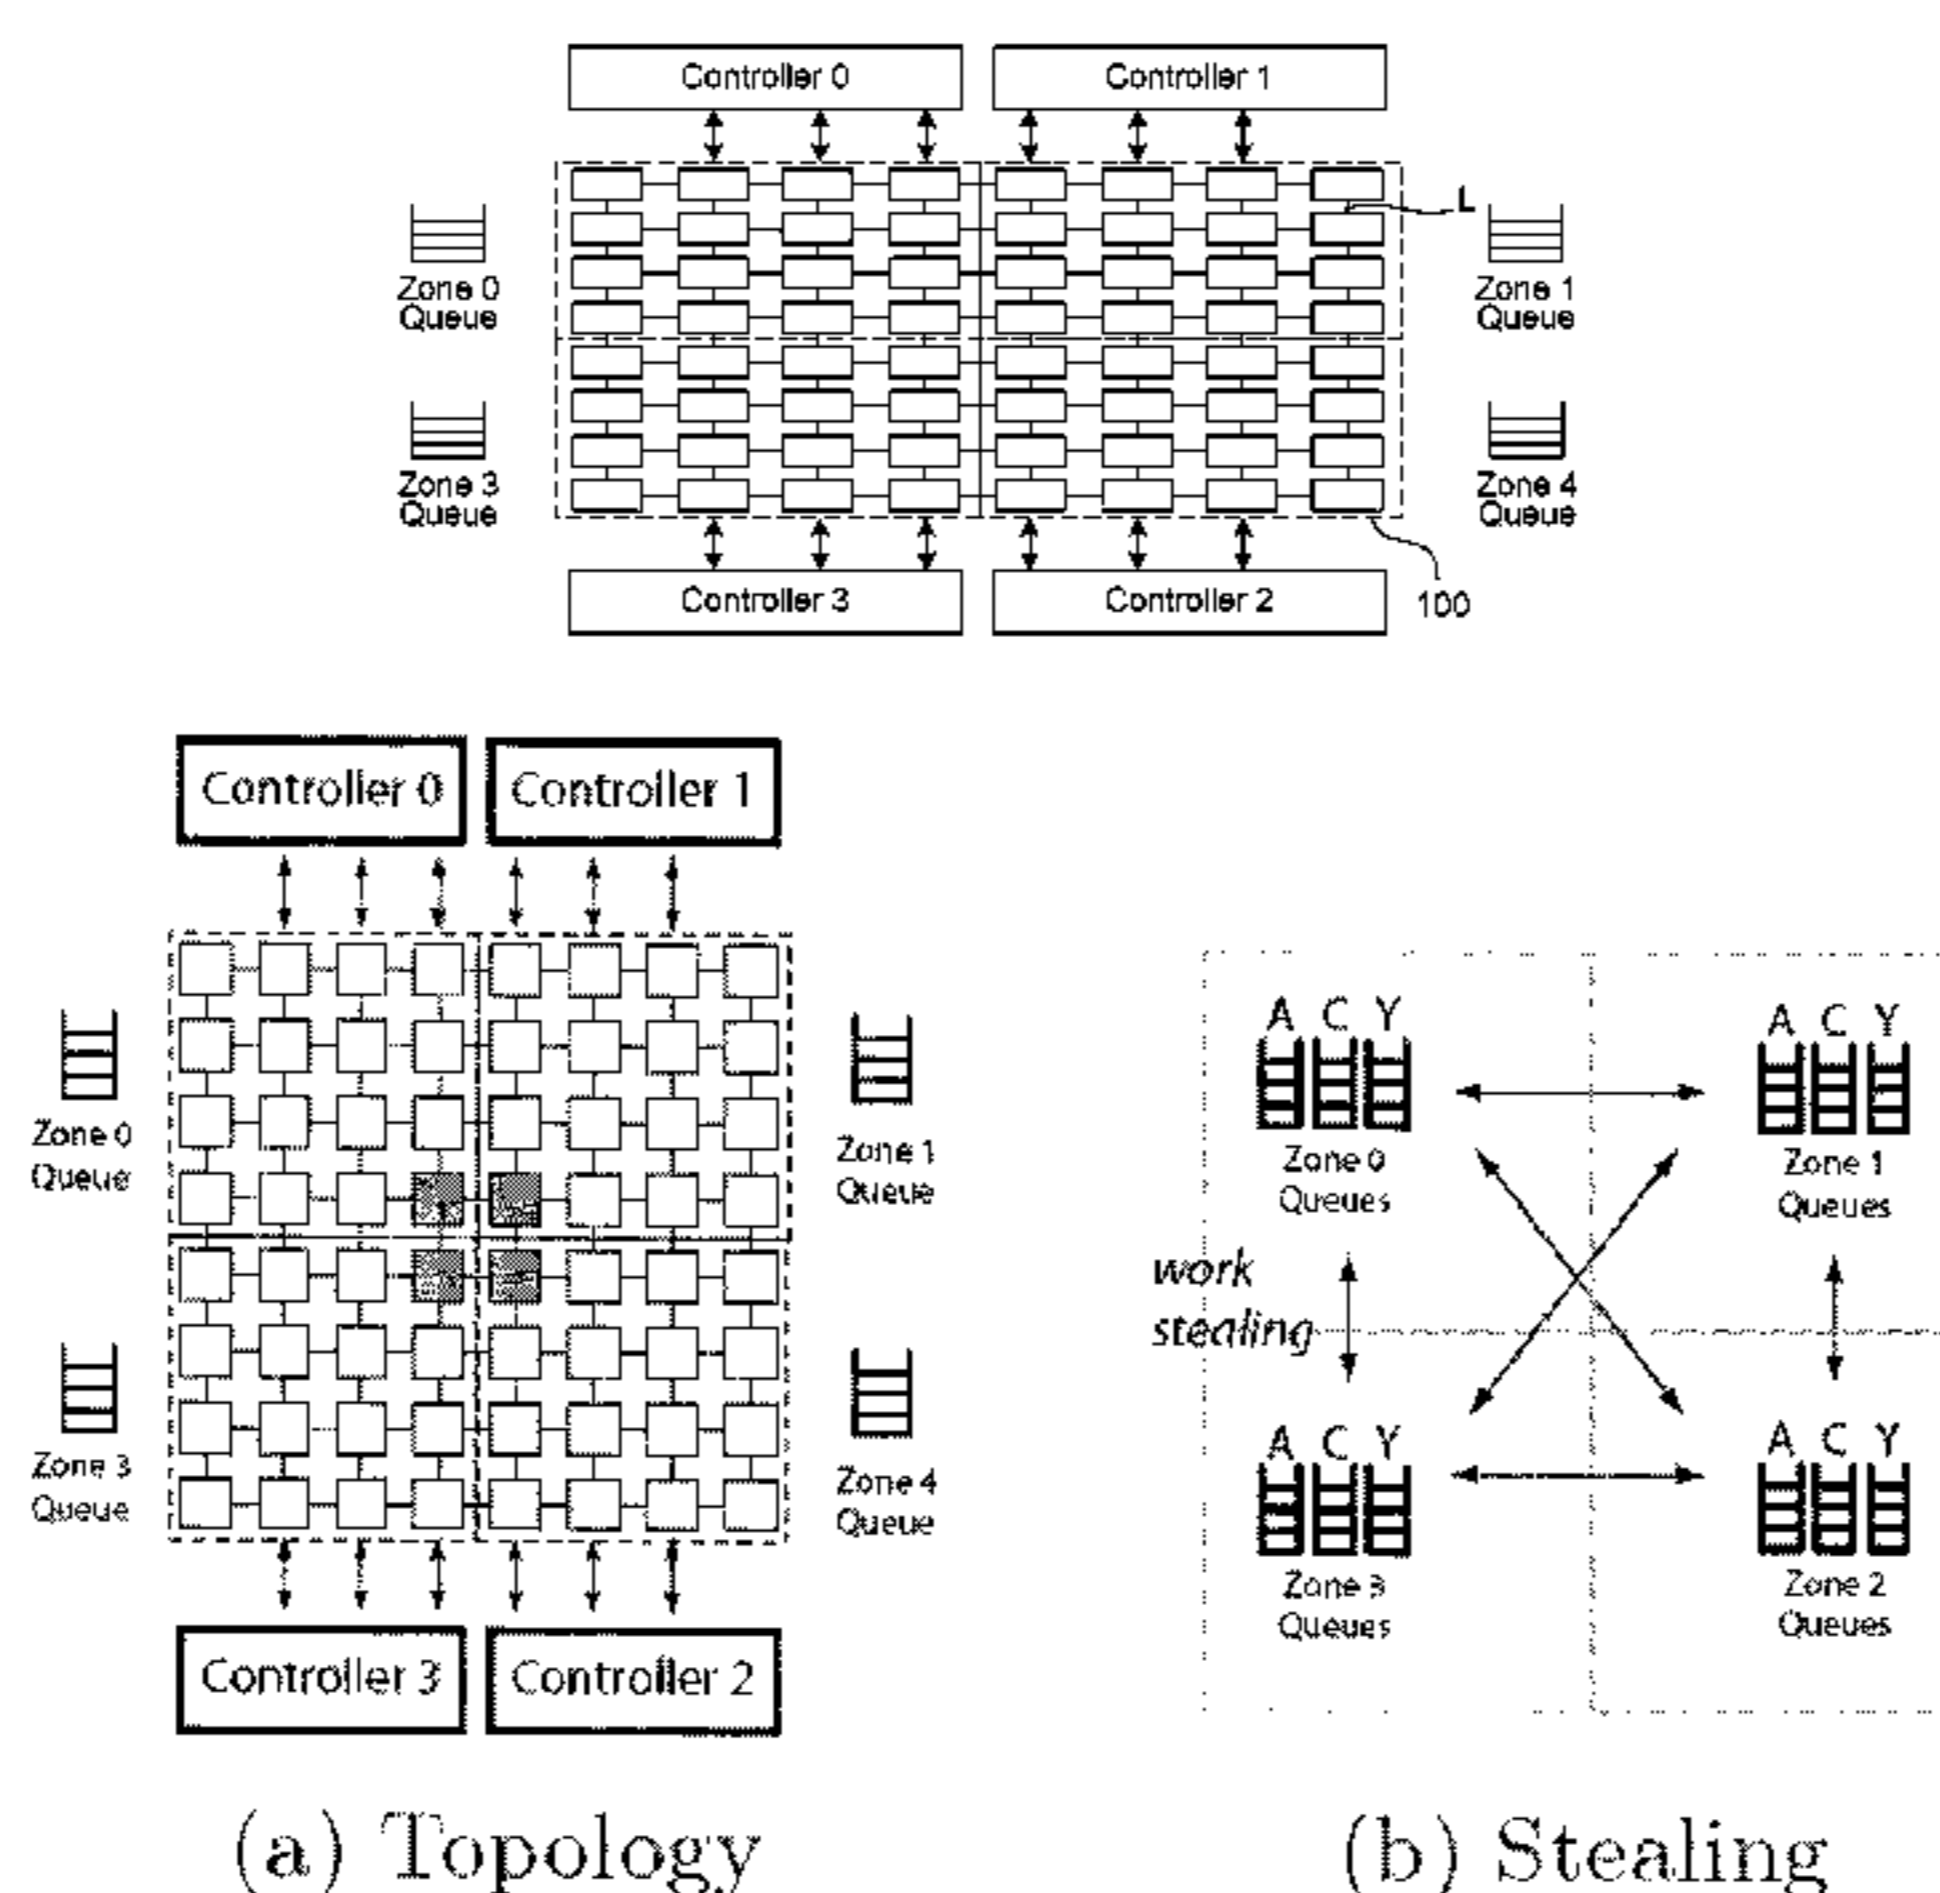 Controller 0
Controller 1
L
Zone 0
Queue
Zone 1
Queue
Zone 3
Queue
Zone 4
Queue
Controller 3
Controller 2
100
Controller 0
Controller 1
Zone 0
Queue
Zone 1
Queue
Zone 3
Queue
Zone 4
Queue
Controller 3
Controller 2
(a) Topology
A C Y
A C Y
Zone 0
Queues
Zone 1
Queues
work
stealing
A C Y
A C Y
Zone 3
Queues
Zone 2
Queues
(b) Stealing